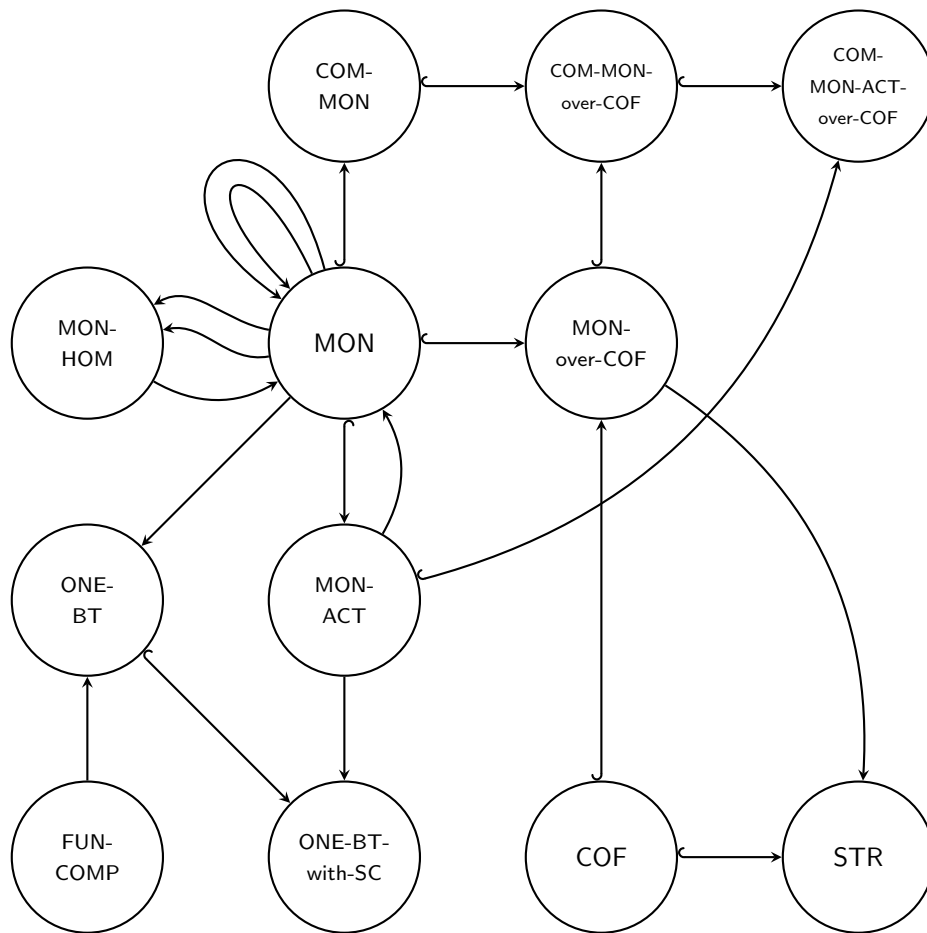 COM-
MON
COM-MON-
over-COF
COM-
MON-ACT-
over-COF
MON-
HOM
MON
MON-
over-COF
ONE-
BT
MON-
ACT
FUN-
COMP
ONE-BT-
with-SC
COF
STR